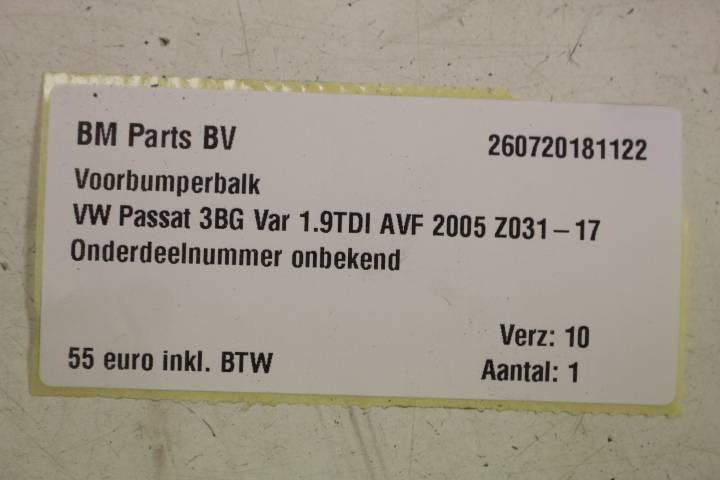 BM Parts BV 260720181122
Voorbumperbalk
VW Passat 3BG Var 1.9TDI AVF 2005 Z031-17
Onderdeelnummer onbekend
Verz: 10
55 euro inkl. BTW Aantal: 1